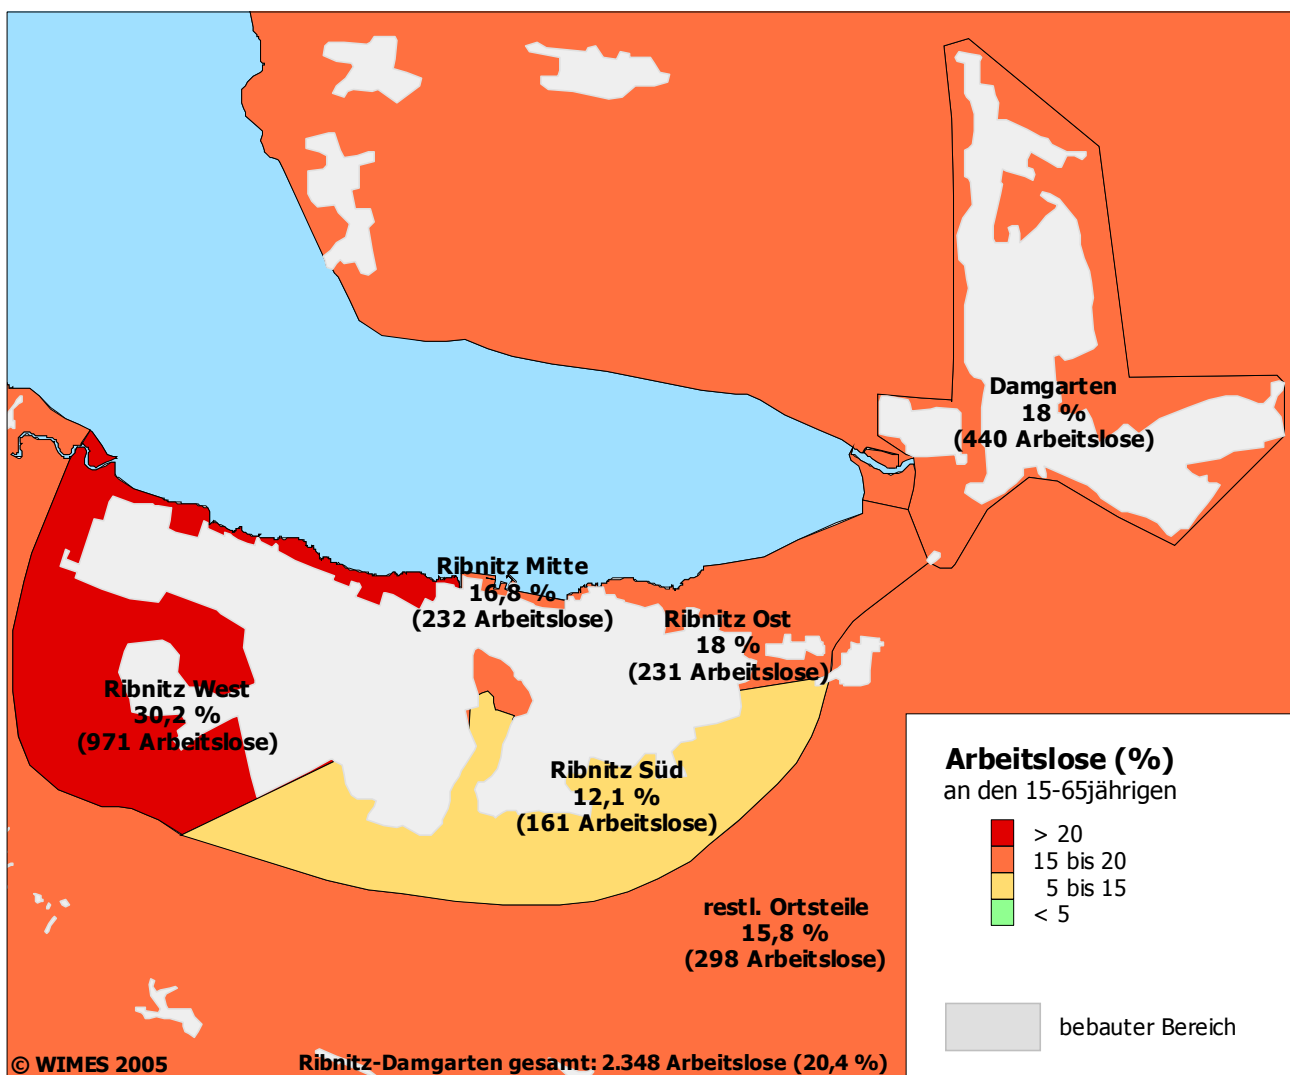 Damgarten
18 %
(440 Arbeitslose)
Ribnitz Mitte
16,8 %
(232 Arbeitslose)
Ribnitz Ost
18 %
(231 Arbeitslose)
Ribnitz West
30,2 %
(971 Arbeitslose)
Ribnitz Süd
12,1 %
(161 Arbeitslose)
restl. Ortsteile
15,8 %
(298 Arbeitslose)
Arbeitslose (%)
an den 15-65jährigen
> 20
15 bis 20
5 bis 15
< 5
bebauter Bereich
© WIMES 2005
Ribnitz-Damgarten gesamt: 2.348 Arbeitslose (20,4 %)